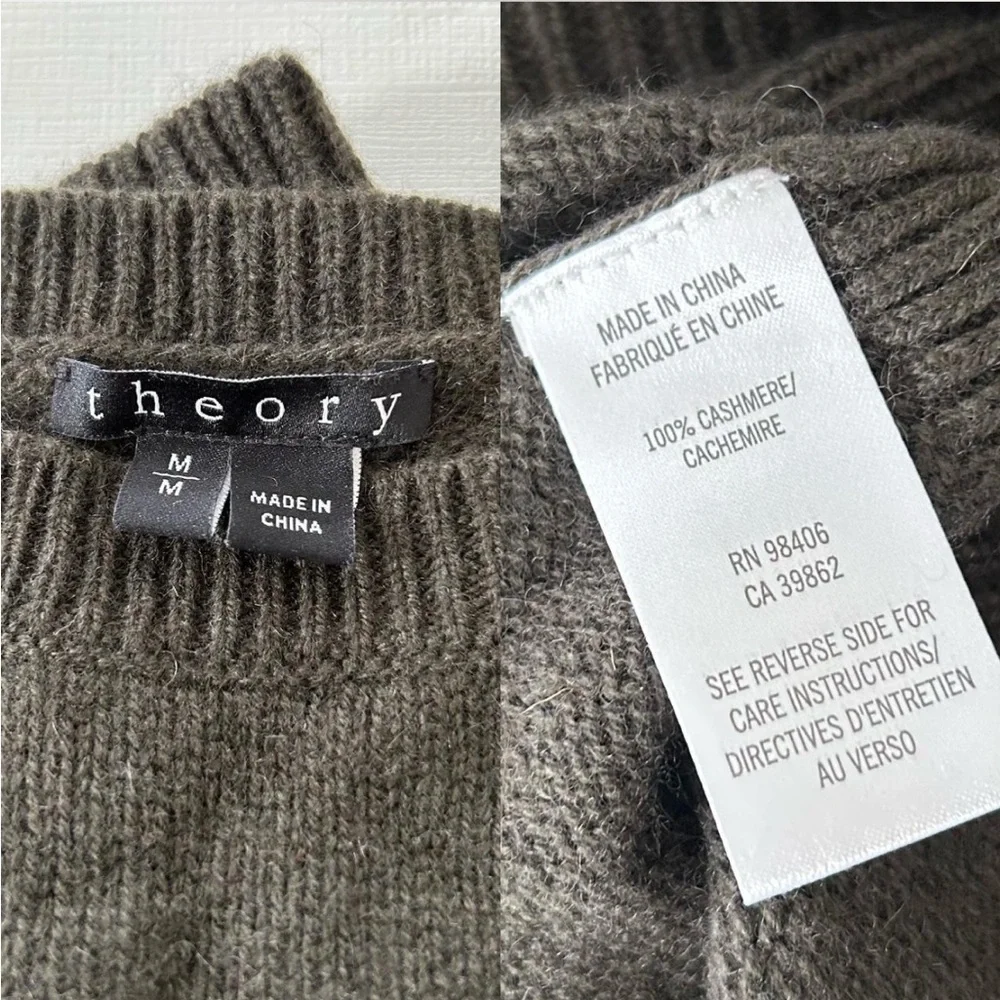 theory
M
M
MADE IN
CHINA
MADE IN CHINA
FABRIQUÉ EN CHINE
100% CASHMERE/
CACHEMIRE
RN 98406
CA 39862
SEE REVERSE SIDE FOR
CARE INSTRUCTIONS/
DIRECTIVES D'ENTRETIEN
AU VERSO